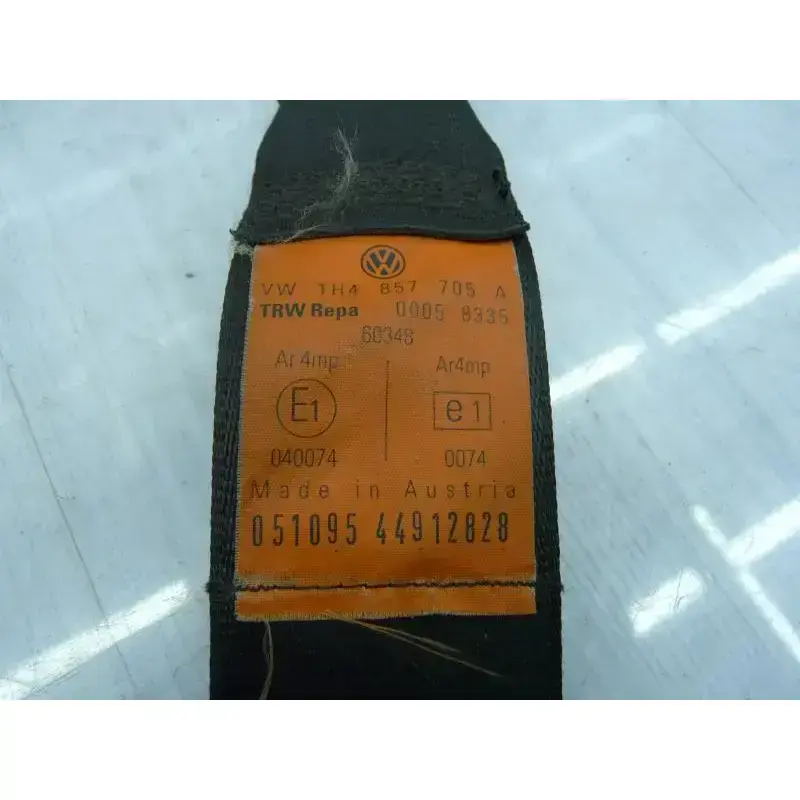 VW
VW 1H4 857 705 A
TRW Repa 0005 8335
60348
Ar4mp Ar4mp
E1 e1
040074 0074
Made in Austria
051095 44912828